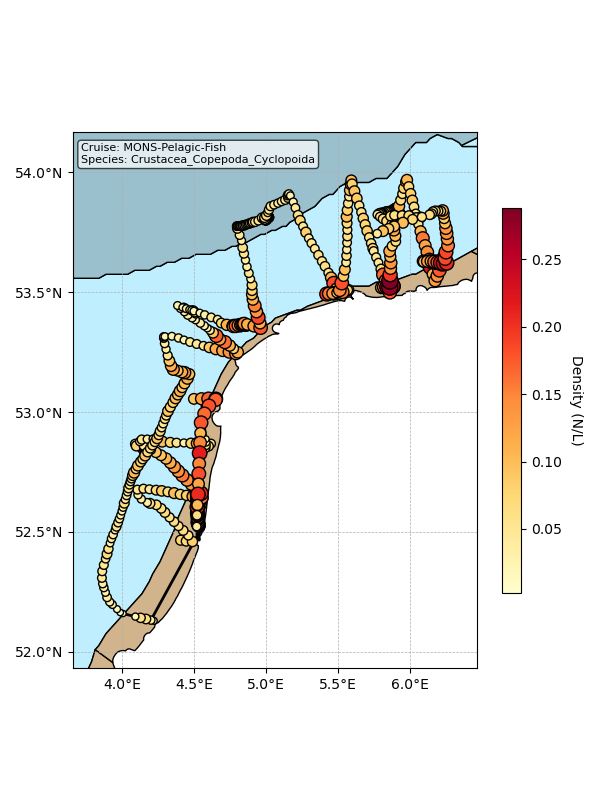 Cruise: MONS-Pelagic-Fish
Species: Crustacea_Copepoda_Cyclopoida
54.0°N
53.5°N
53.0°N
52.5°N
52.0°N
4.0°E 4.5°E 5.0°E 5.5°E 6.0°E
0.25
0.20
0.15
0.10
0.05
Density (N/L)